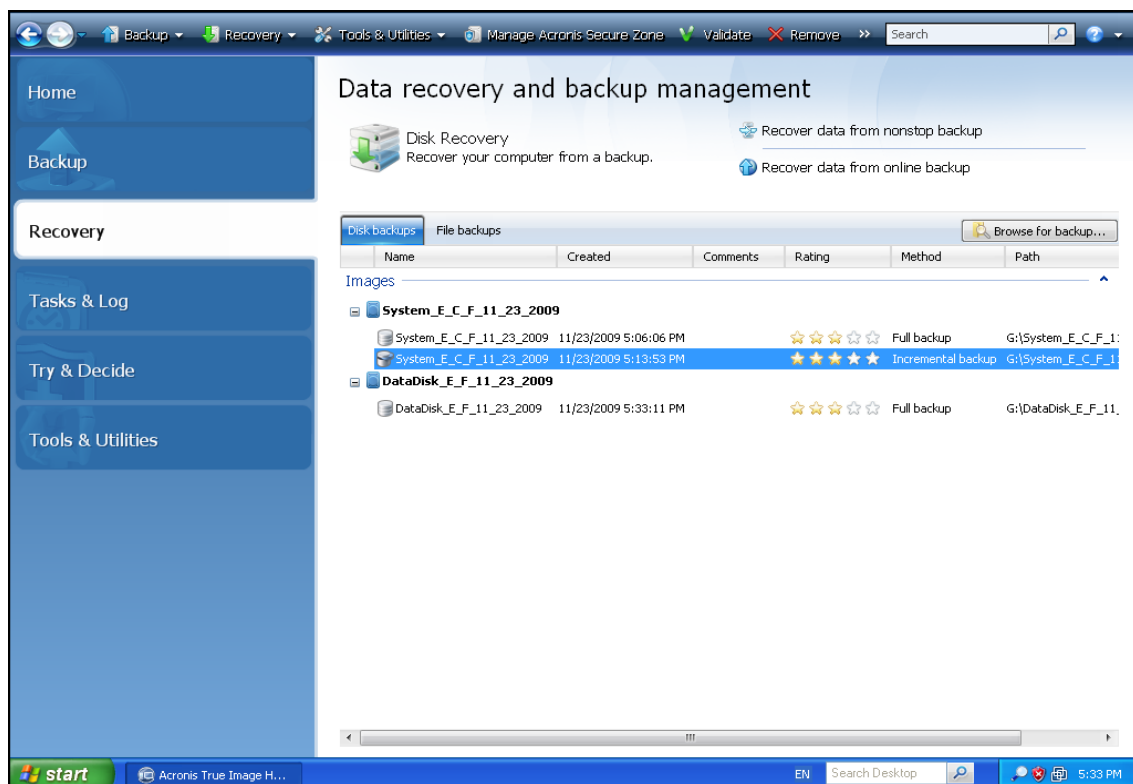 Backup Recovery Tools & Utilities Manage Acronis Secure Zone Validate Remove >> Search
Home
Backup
Recovery
Tasks & Log
Try & Decide
Tools & Utilities
Data recovery and backup management
Disk Recovery
Recover your computer from a backup.
Recover data from nonstop backup
Recover data from online backup
Disk backups File backups Browse for backup...
Name Created Comments Rating Method Path
Images
System_E_C_F_11_23_2009
System_E_C_F_11_23_2009 11/23/2009 5:06:06 PM Full backup G:\System_E_C_F_11
System_E_C_F_11_23_2009 11/23/2009 5:13:53 PM Incremental backup G:\System_E_C_F_11
DataDisk_E_F_11_23_2009
DataDisk_E_F_11_23_2009 11/23/2009 5:33:11 PM Full backup G:\DataDisk_E_F_11_
start Acronis True Image H... EN Search Desktop 5:33 PM